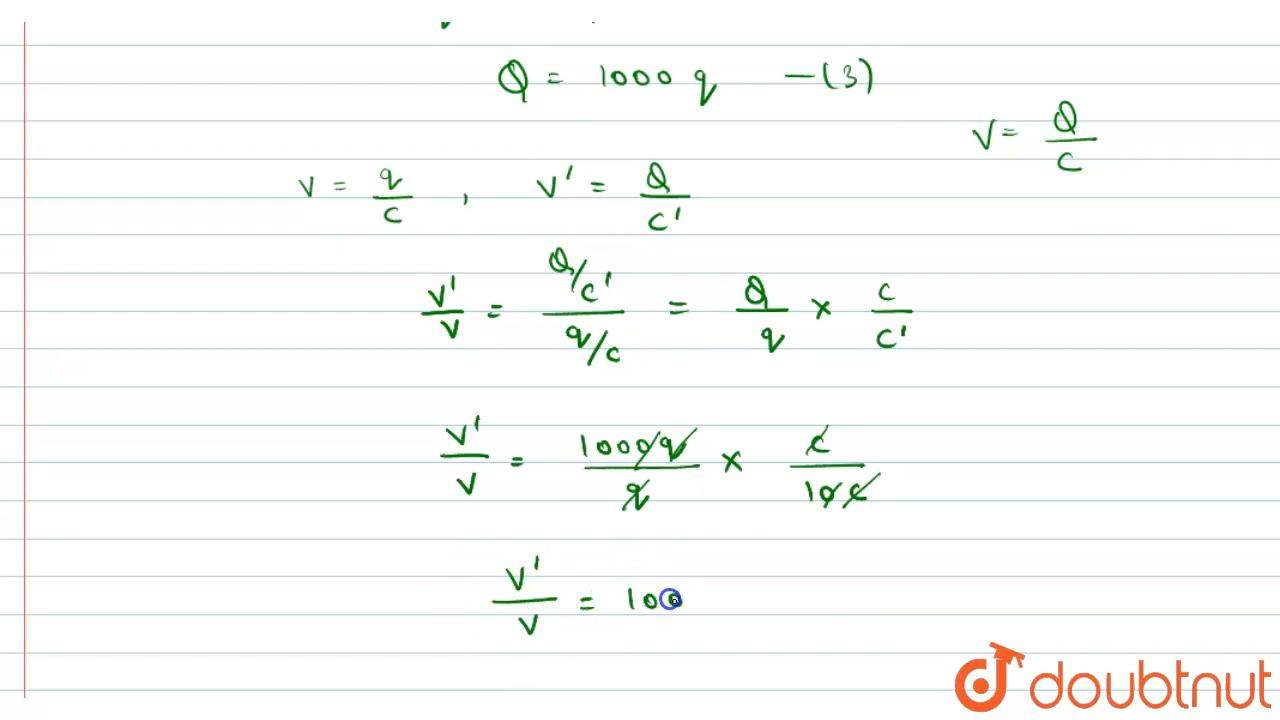 Q = 1000 q — (3)
V = Q/C
V = q/C , V' = Q/C'
V'/V = (Q/C')/(q/C) = Q/q × C/C'
V'/V = 1000q/q × C/10C
V'/V = 100
doubtnut